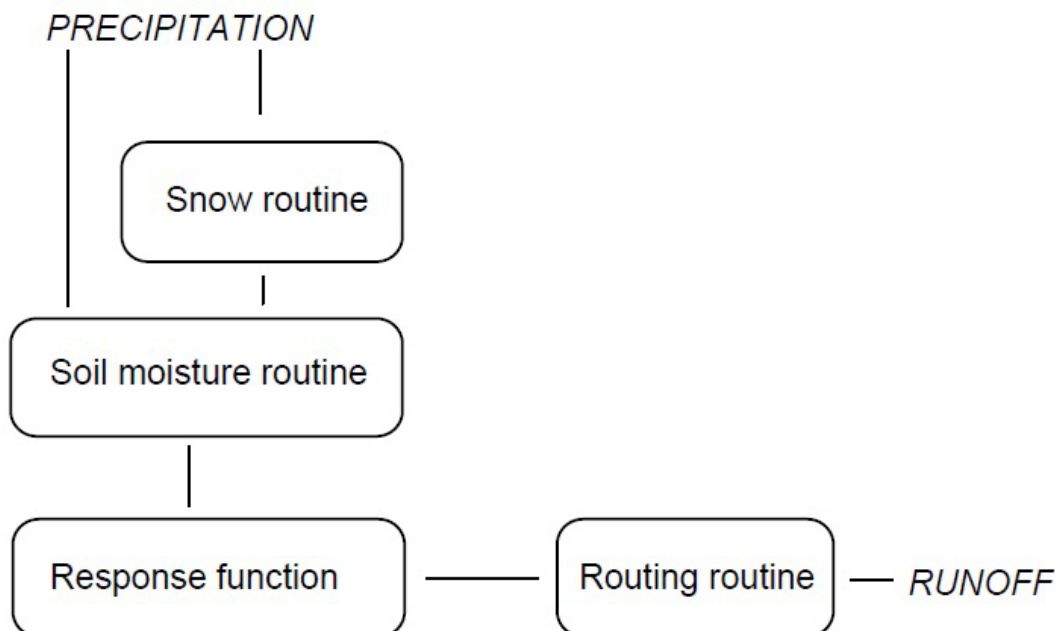 PRECIPITATION
Snow routine
Soil moisture routine
Response function
Routing routine
RUNOFF